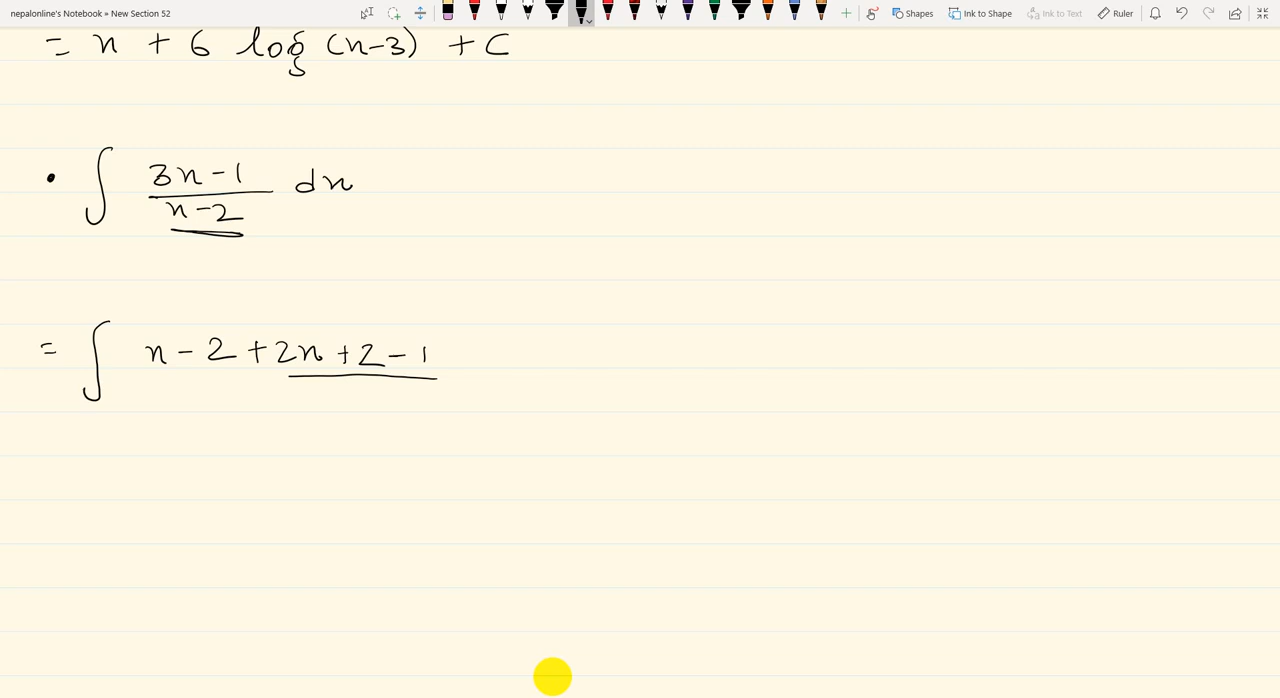 nepalonline's Notebook » New Section 52
Shapes Ink to Shape Ink to Text Ruler
= x + 6 log (x-3) + C
• ∫ 3x-1 / x-2 dx
= ∫ x - 2 + 2x + 2 - 1